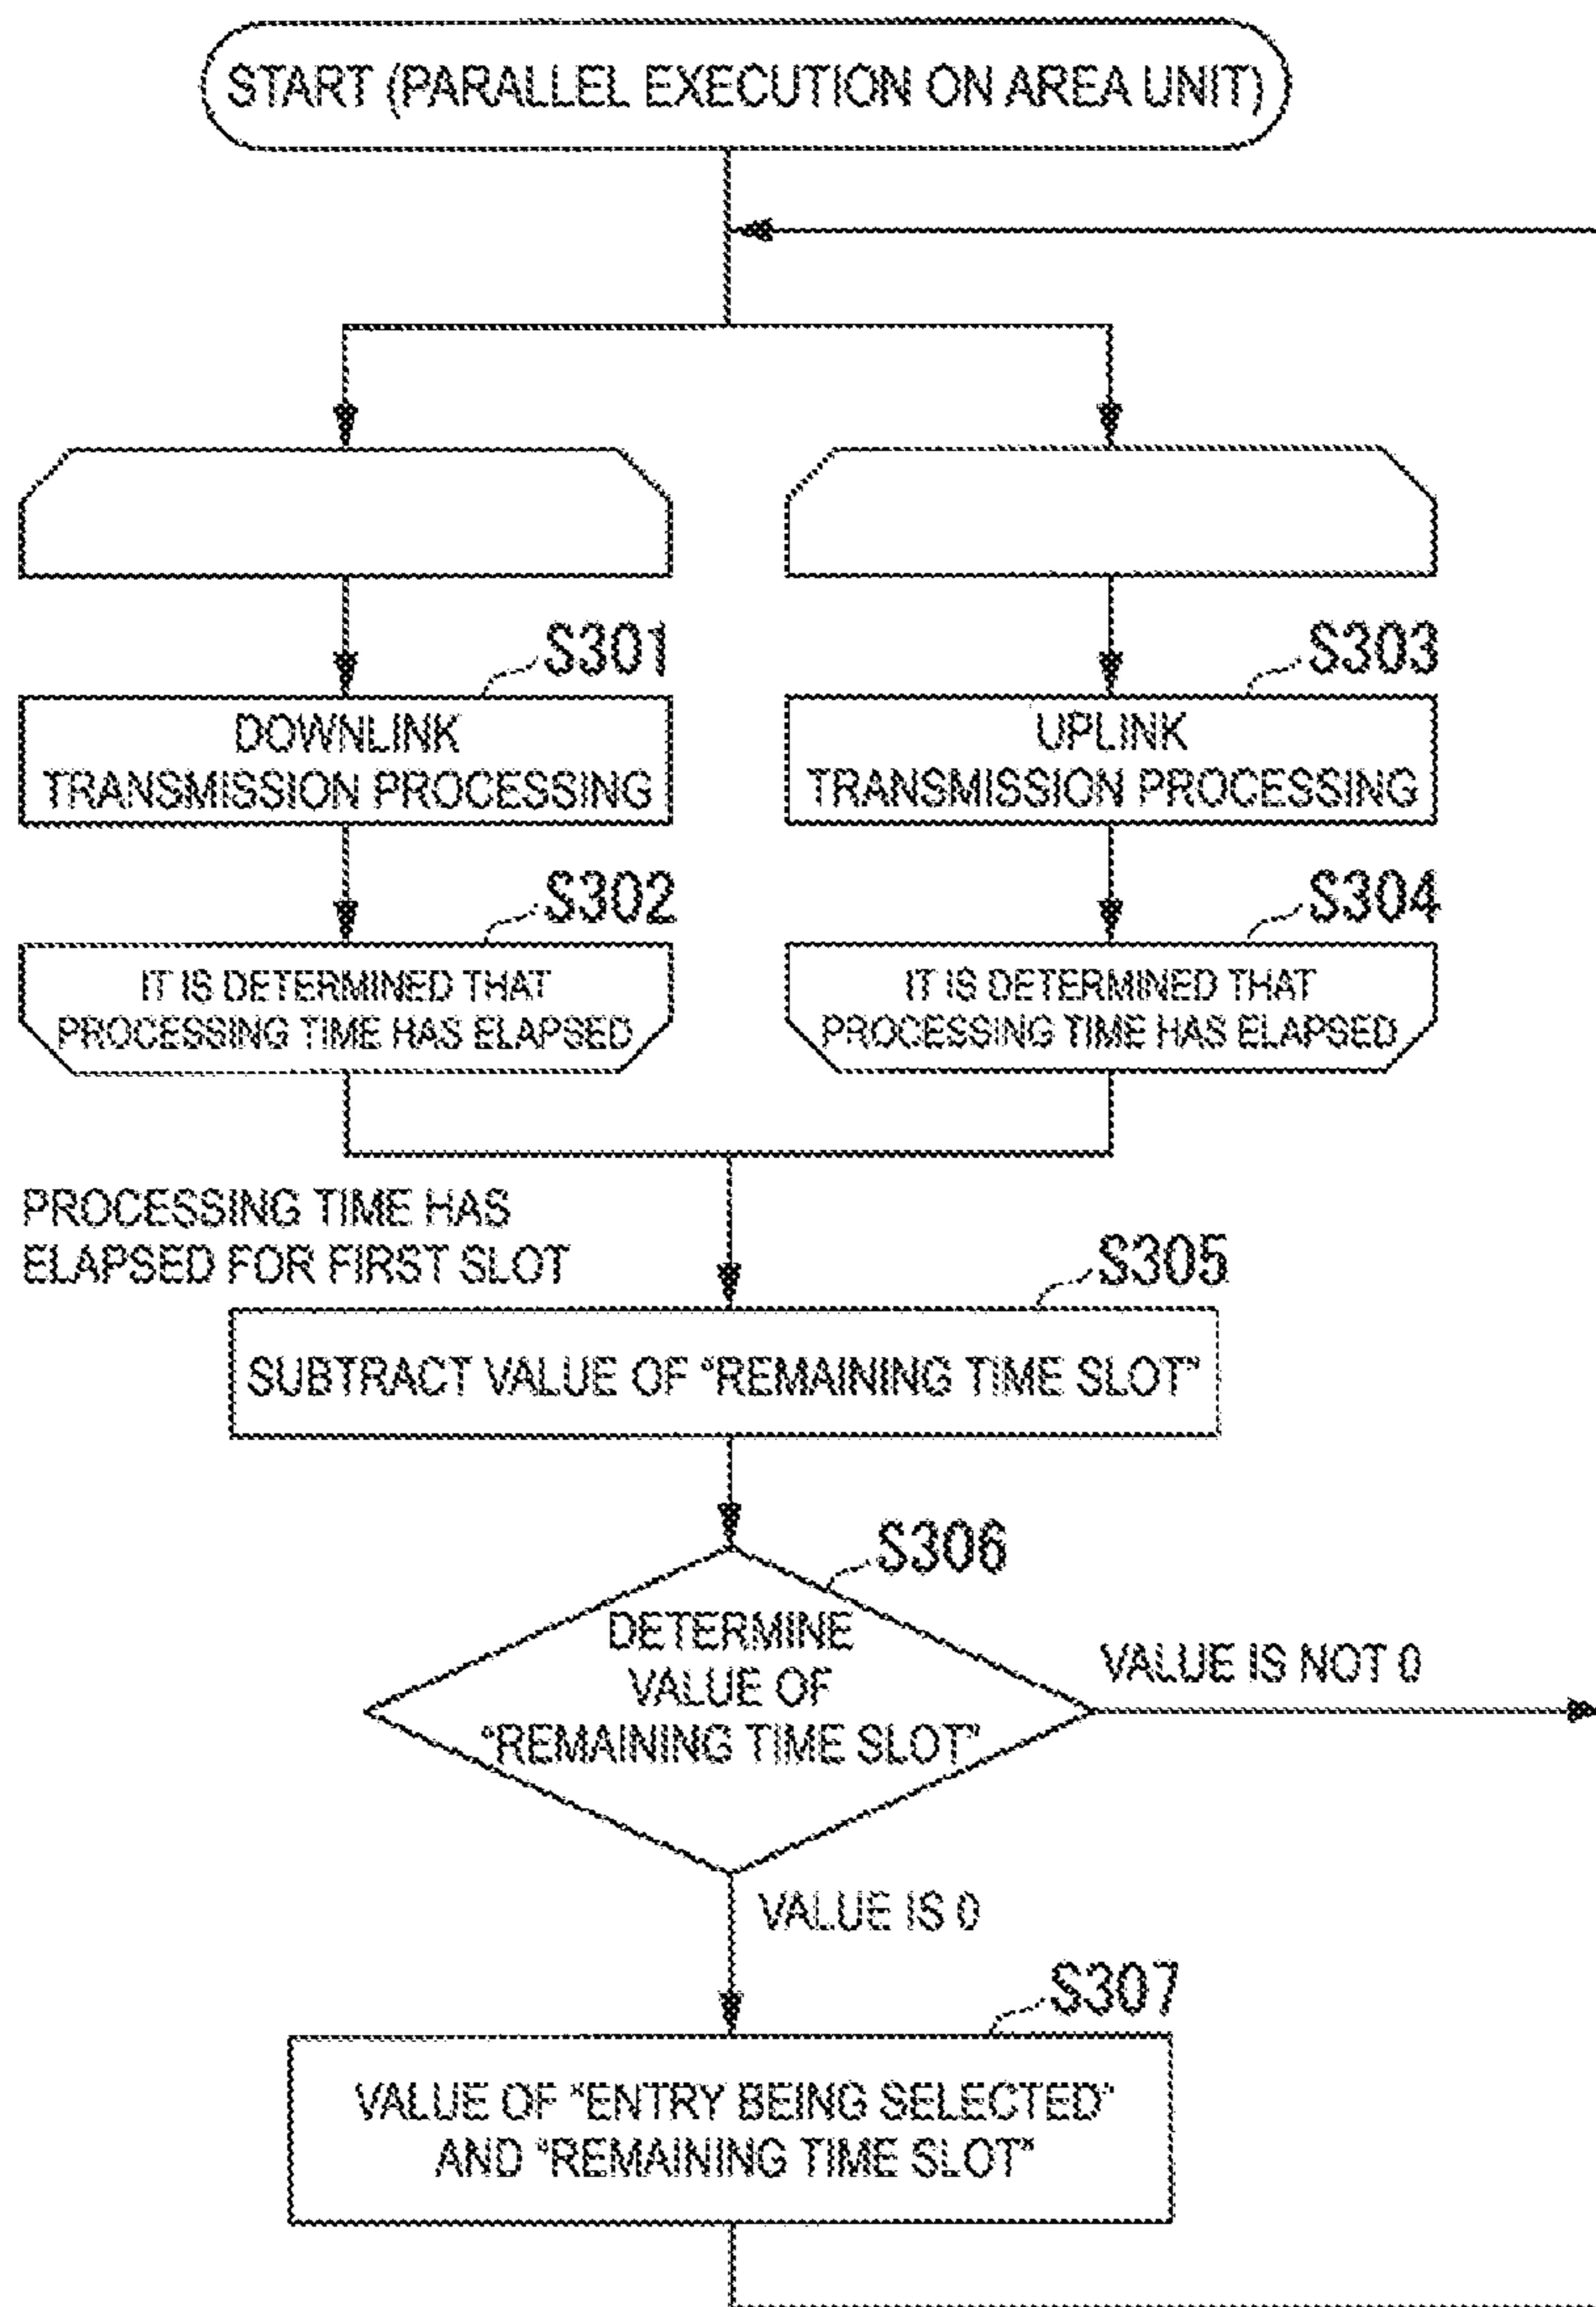 START (PARALLEL EXECUTION ON AREA UNIT)
S301
DOWNLINK
TRANSMISSION PROCESSING
S303
UPLINK
TRANSMISSION PROCESSING
S302
IT IS DETERMINED THAT
PROCESSING TIME HAS ELAPSED
S304
IT IS DETERMINED THAT
PROCESSING TIME HAS ELAPSED
PROCESSING TIME HAS
ELAPSED FOR FIRST SLOT
S305
SUBTRACT VALUE OF "REMAINING TIME SLOT"
S306
DETERMINE
VALUE OF
"REMAINING TIME SLOT"
VALUE IS NOT 0
VALUE IS 0
S307
VALUE OF "ENTRY BEING SELECTED"
AND "REMAINING TIME SLOT"